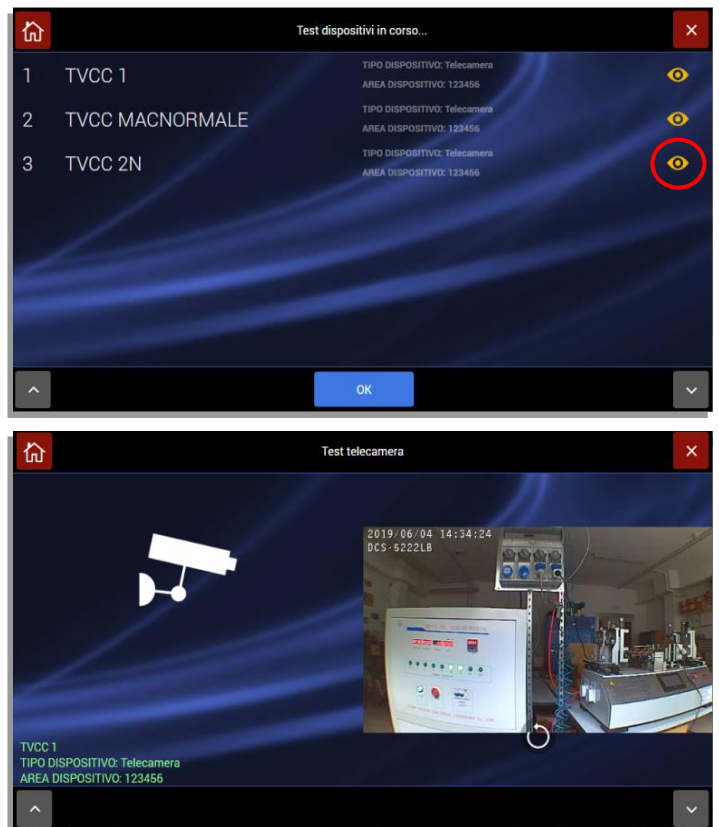 Test dispositivi in corso...
1 TVCC 1
TIPO DISPOSITIVO: Telecamera
AREA DISPOSITIVO: 123456
2 TVCC MACNORMALE
TIPO DISPOSITIVO: Telecamera
AREA DISPOSITIVO: 123456
3 TVCC 2N
TIPO DISPOSITIVO: Telecamera
AREA DISPOSITIVO: 123456
OK
Test telecamera
2019/06/04 14:34:24
DCS-5222LB
TVCC 1
TIPO DISPOSITIVO: Telecamera
AREA DISPOSITIVO: 123456